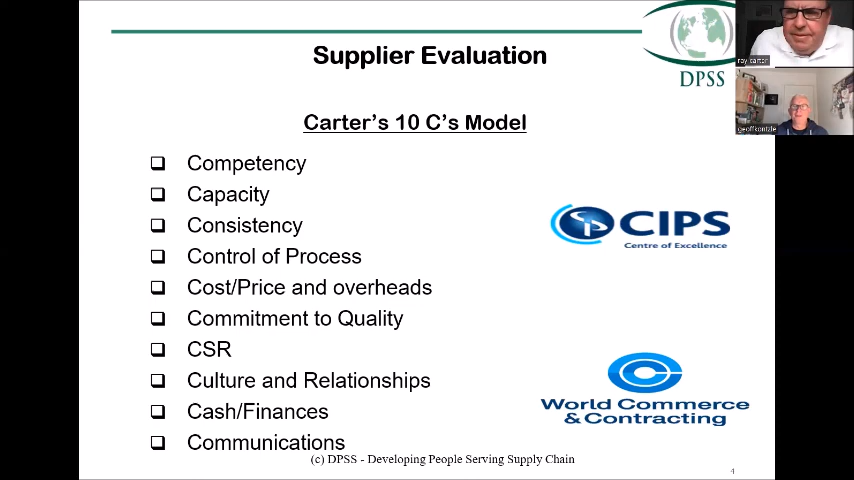 Supplier Evaluation
DPSS
ray carter
geoffkontzle
Carter's 10 C's Model
❑ Competency
❑ Capacity
❑ Consistency
❑ Control of Process
❑ Cost/Price and overheads
❑ Commitment to Quality
❑ CSR
❑ Culture and Relationships
❑ Cash/Finances
❑ Communications
CIPS
Centre of Excellence
World Commerce
& Contracting
(c) DPSS - Developing People Serving Supply Chain
4